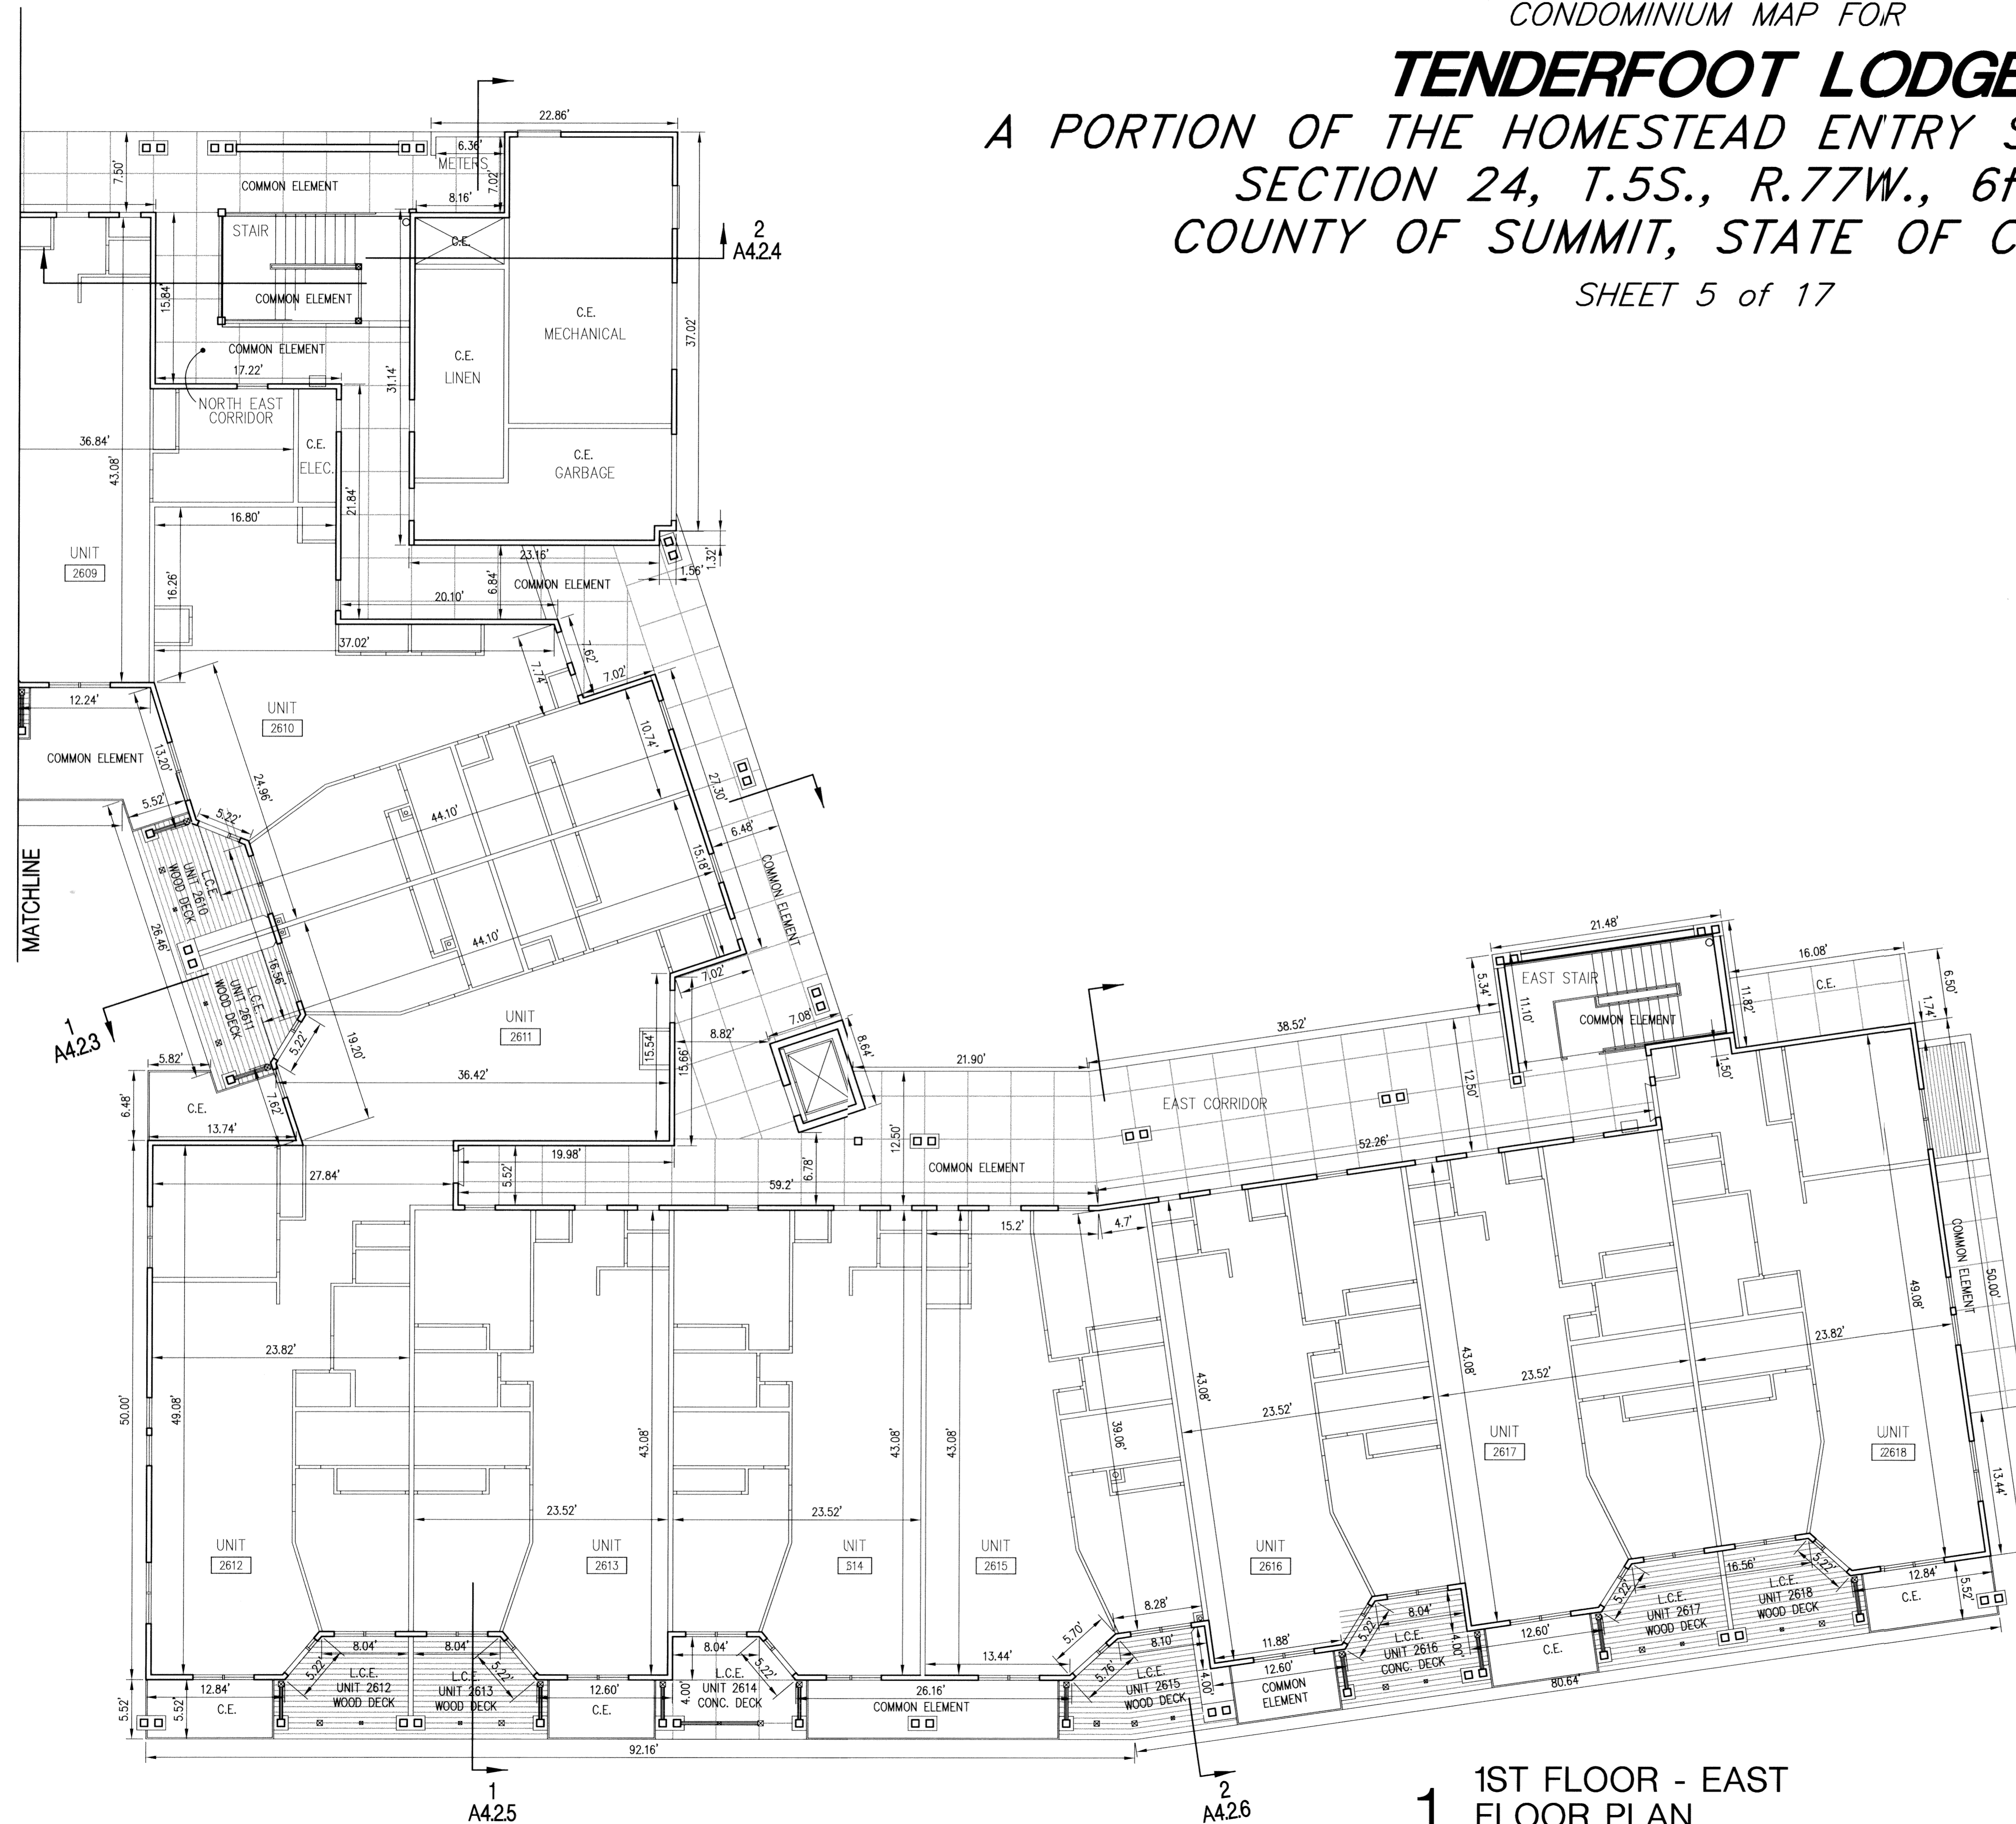 CONDOMINIUM MAP FOR
TENDERFOOT LODGE
A PORTION OF THE HOMESTEAD ENTRY S
SECTION 24, T.5S., R.77W., 6
COUNTY OF SUMMIT, STATE OF C
SHEET 5 of 17
22.86'
6.36'
METERS
7.50'
7.02'
COMMON ELEMENT
8.16'
STAIR
C.E.
2
A4.2.4
15.84'
COMMON ELEMENT
C.E.
MECHANICAL
37.02'
COMMON ELEMENT
C.E.
LINEN
17.22'
31.14'
NORTH EAST
CORRIDOR
36.84'
43.08'
C.E.
ELEC.
C.E.
GARBAGE
21.84'
16.80'
UNIT
2609
23.16'
1.32'
1.56'
16.26'
6.84'
COMMON ELEMENT
20.10'
37.02'
7.62'
7.74'
7.02'
12.24'
UNIT
2610
10.74'
COMMON ELEMENT
13.20'
24.96'
27.30'
5.52'
5.22'
44.10'
6.48'
MATCHLINE
L.C.E.
UNIT 2610
WOOD DECK
15.18'
COMMON ELEMENT
26.46'
44.10'
16.56'
7.02'
L.C.E.
UNIT 2611
WOOD DECK
1
A4.2.3
UNIT
2611
5.22'
19.20'
15.54'
15.66'
8.82'
7.08'
8.64'
5.82'
36.42'
21.90'
6.48'
C.E.
7.62'
13.74'
38.52'
21.48'
16.08'
5.34'
EAST STAIR
11.10'
COMMON ELEMENT
11.82'
C.E.
6.50'
1.74'
1.50'
12.50'
EAST CORRIDOR
12.50'
52.26'
27.84'
19.98'
5.52'
6.78'
COMMON ELEMENT
59.2'
15.2'
4.7'
COMMON ELEMENT
50.00'
49.08'
23.82'
23.82'
23.52'
43.08'
23.52'
43.08'
39.06'
50.00'
49.08'
43.08'
43.08'
43.08'
UNIT
2617
UNIT
2618
13.44'
23.52'
23.52'
UNIT
2612
UNIT
2613
UNIT
UNIT
2615
UNIT
2616
5.22'
16.56'
5.22'
12.84'
5.52'
L.C.E.
UNIT 2617
WOOD DECK
L.C.E.
UNIT 2618
WOOD DECK
C.E.
8.28'
5.70'
8.10'
5.76'
8.04'
5.22'
4.00'
12.60'
C.E.
L.C.E.
UNIT 2616
CONC. DECK
8.04'
8.04'
5.22'
5.22'
8.04'
5.22'
13.44'
11.88'
12.60'
COMMON
ELEMENT
L.C.E.
UNIT 2612
WOOD DECK
L.C.E.
UNIT 2613
WOOD DECK
L.C.E.
UNIT 2614
CONC. DECK
4.00'
L.C.E.
UNIT 2615
WOOD DECK
4.00'
12.84'
C.E.
12.60'
C.E.
26.16'
COMMON ELEMENT
5.52'
5.52'
80.64'
92.16'
1
A4.2.5
2
A4.2.6
1
1ST FLOOR - EAST
FLOOR PLAN